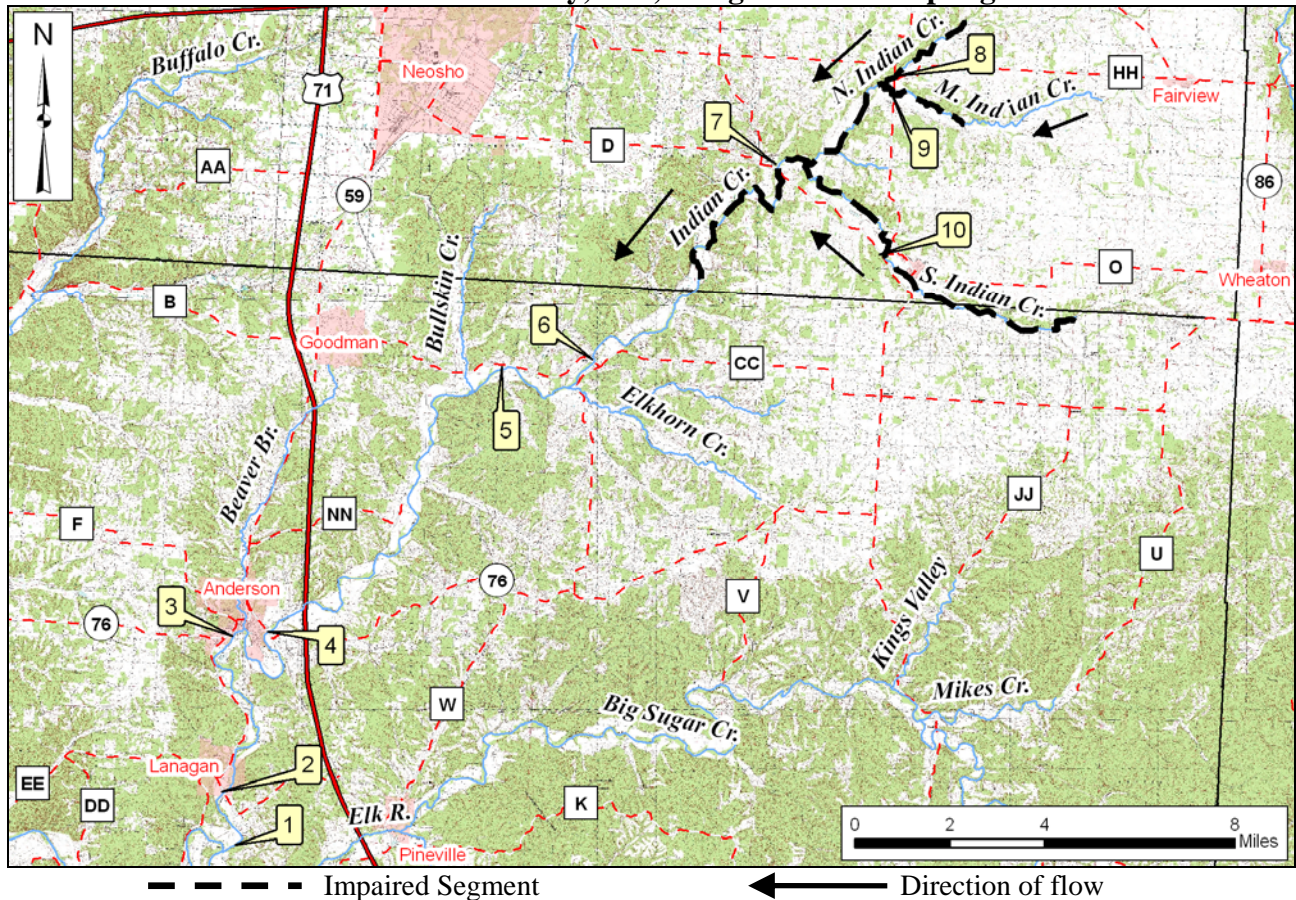 N
Buffalo Cr.
71
Neosho
N. Indian Cr.
8
HH
Fairview
M. Indian Cr.
7
9
D
AA
59
86
Indian Cr.
10
Bullskin Cr.
O
Wheaton
S. Indian Cr.
B
Goodman
6
CC
5
Elkhorn Cr.
Beaver Br.
NN
JJ
F
U
Anderson
76
V
3
76
4
Kings Valley
Mikes Cr.
W
Big Sugar Cr.
Lanagan
2
EE
DD
K
1
Elk R.
Pineville
0 2 4 8
Miles
Impaired Segment
Direction of flow